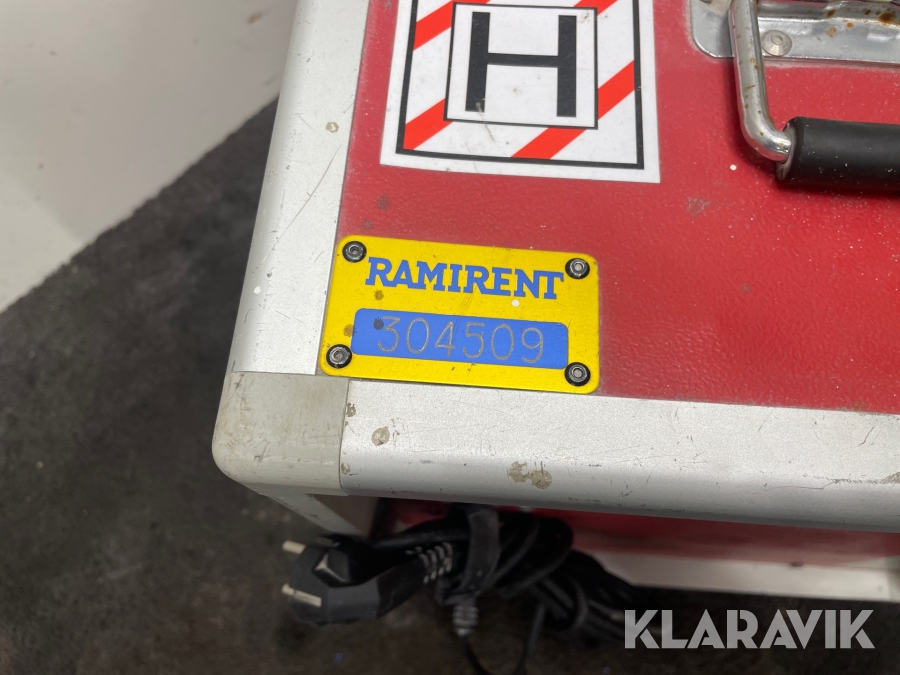 H
RAMIRENT
304509
KLARAVIK